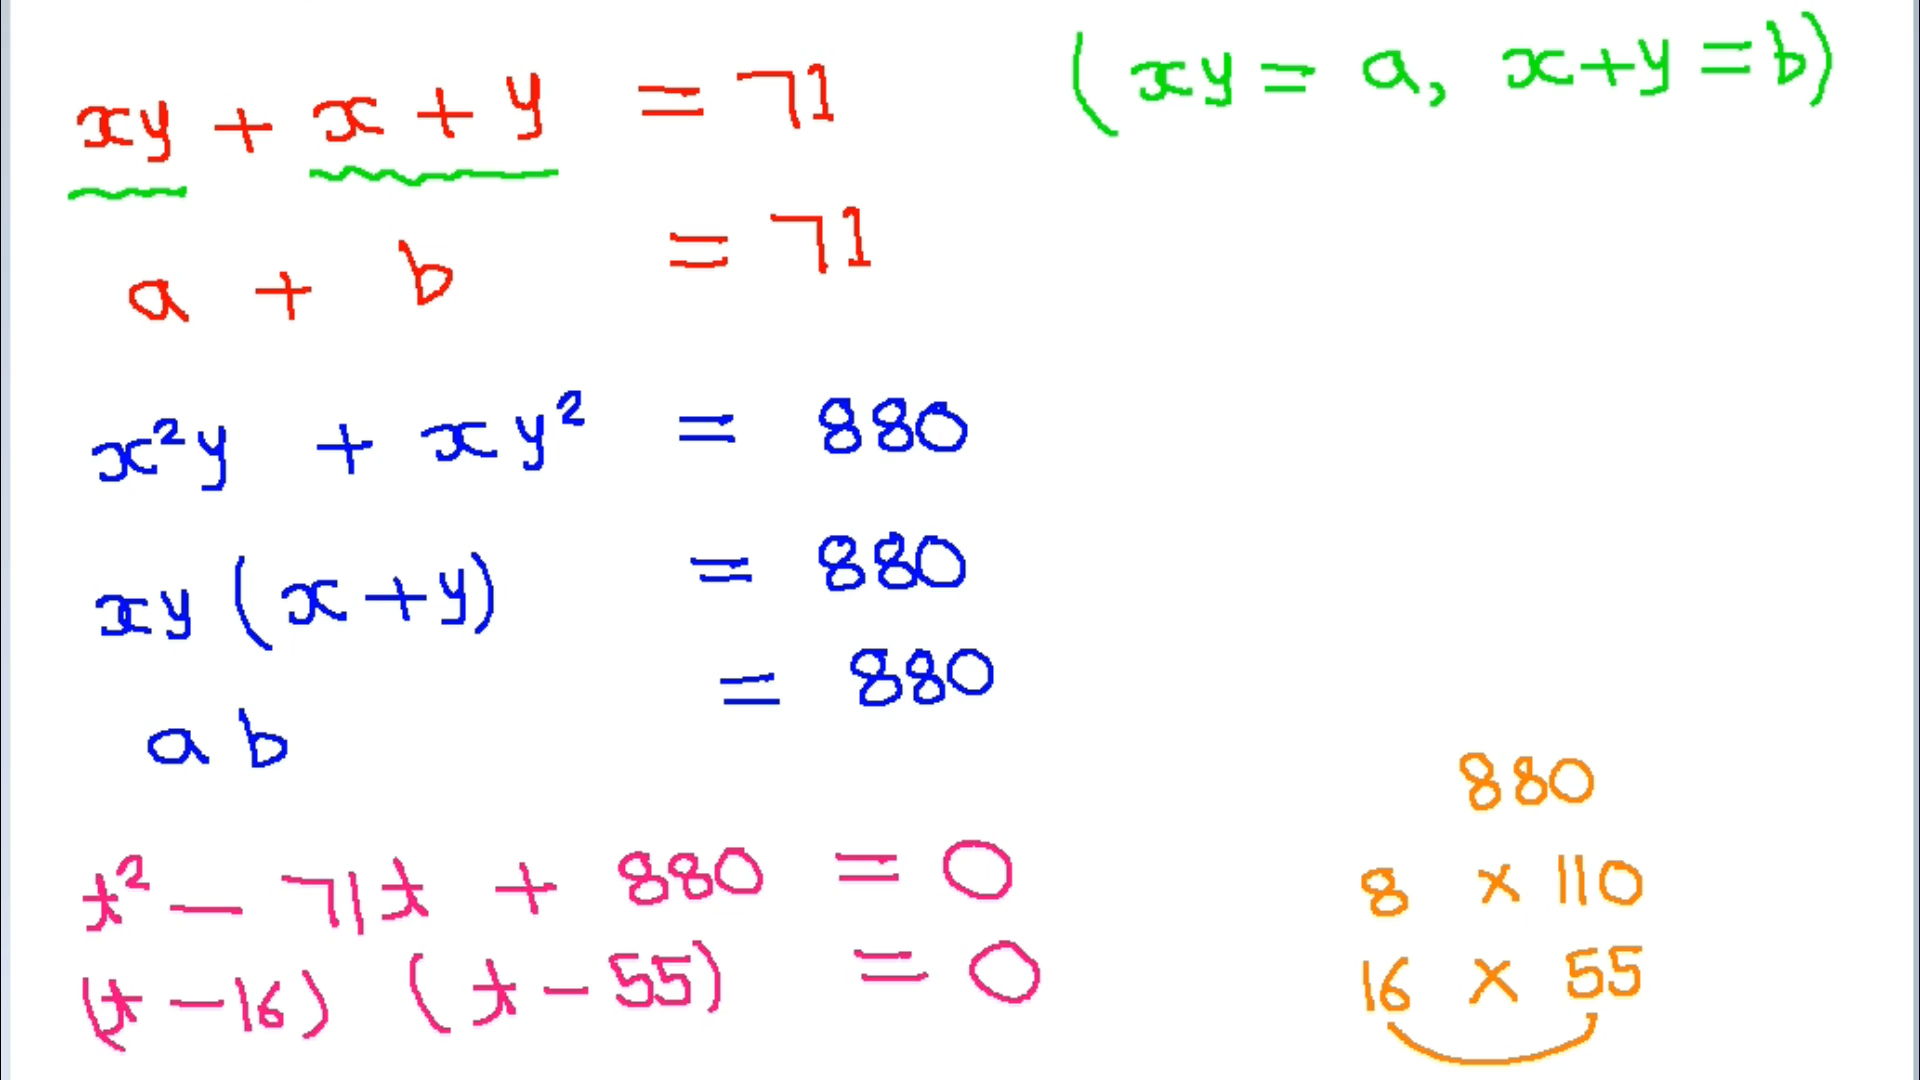 xy + x + y = 71
(xy = a, x+y = b)
a + b = 71
x²y + xy² = 880
xy (x+y) = 880
ab = 880
t² − 71t + 880 = 0
(t − 16) (t − 55) = 0
880
8 × 110
16 × 55